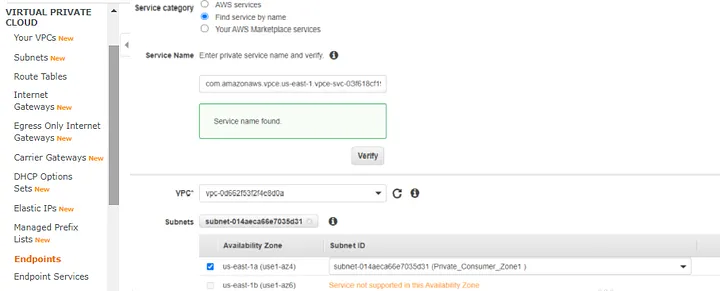 VIRTUAL PRIVATE
CLOUD
Your VPCs New
Subnets New
Route Tables
Internet
Gateways New
Egress Only Internet
Gateways New
Carrier Gateways New
DHCP Options
Sets New
Elastic IPs New
Managed Prefix
Lists New
Endpoints
Endpoint Services
Service category
AWS services
Find service by name
Your AWS Marketplace services
Service Name Enter private service name and verify.
com.amazonaws.vpce.us-east-1.vpce-svc-03f618cf1
Service name found.
Verify
VPC* vpc-0d662f53f2f4e8d0a
Subnets subnet-014aeca66e7035d31
Availability Zone Subnet ID
us-east-1a (use1-az4) subnet-014aeca66e7035d31 (Private_Consumer_Zone1 )
us-east-1b (use1-az6) Service not supported in this Availability Zone